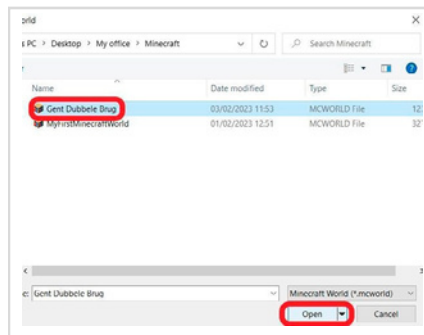 orld
s PC > Desktop > My office > Minecraft
Search Minecraft
Name Date modified Type Size
Gent Dubbele Brug 03/02/2023 11:53 MCWORLD File 12.
MyFirstMinecraftWorld 01/02/2023 12:51 MCWORLD File 32
e: Gent Dubbele Brug Minecraft World (*.mcworld)
Open Cancel